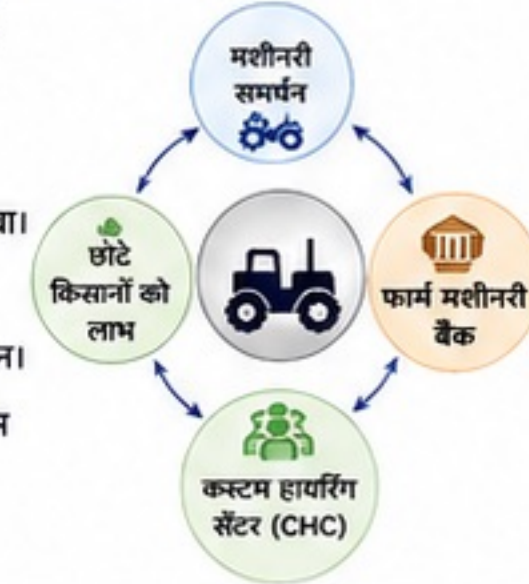 मशीनरी
समर्थन
छोटे
किसानों को
लाभ
फार्म मशीनरी
बैंक
कस्टम हायरिंग
सेंटर (CHC)